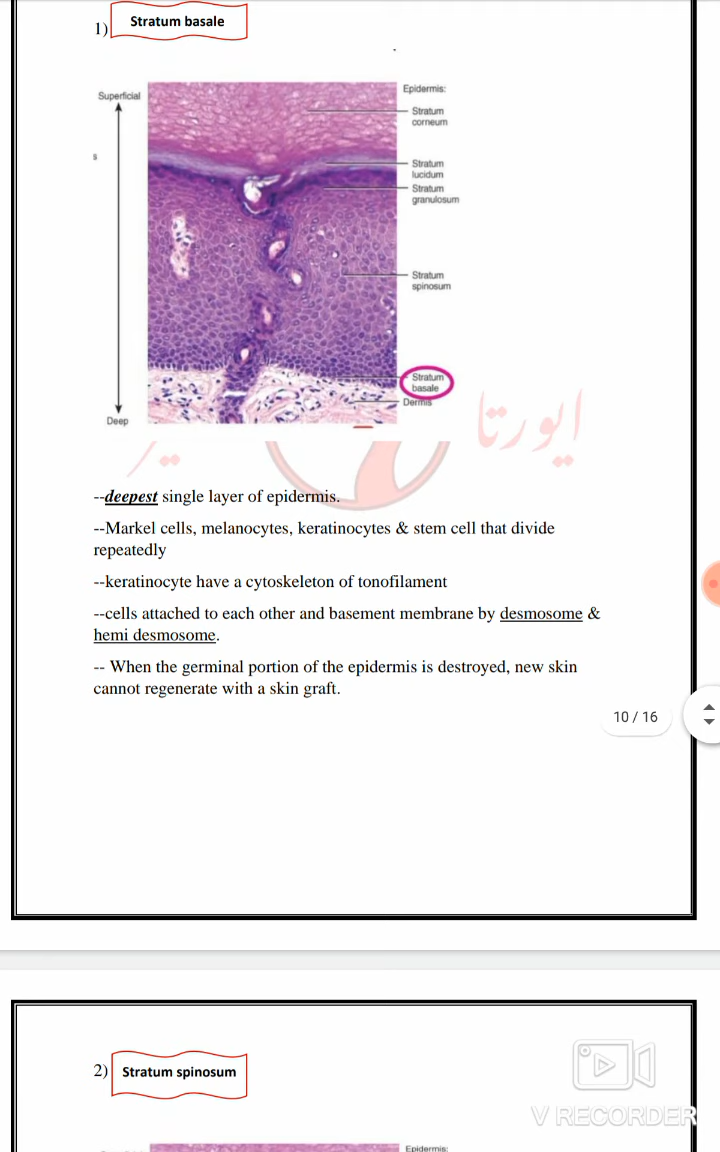 1) Stratum basale
Superficial
Epidermis:
Stratum
corneum
s
Stratum
lucidum
Stratum
granulosum
Stratum
spinosum
Stratum
basale
Dermis
Deep
ایورتا
--deepest single layer of epidermis.
--Markel cells, melanocytes, keratinocytes & stem cell that divide
repeatedly
--keratinocyte have a cytoskeleton of tonofilament
--cells attached to each other and basement membrane by desmosome &
hemi desmosome.
-- When the germinal portion of the epidermis is destroyed, new skin
cannot regenerate with a skin graft.
10 / 16
2) Stratum spinosum
V RECORDER
Epidermis: